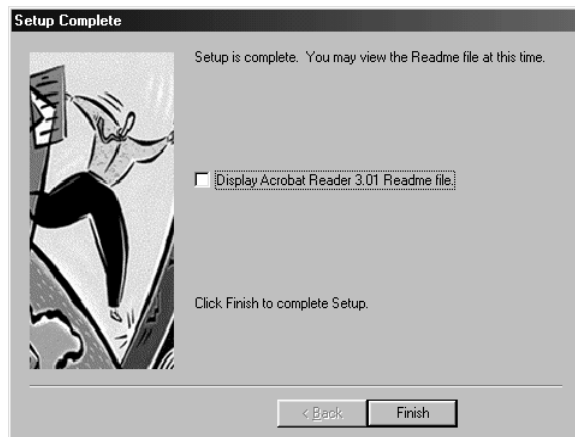 Setup Complete
Setup is complete. You may view the Readme file at this time.
Display Acrobat Reader 3.01 Readme file.
Click Finish to complete Setup.
< Back
Finish